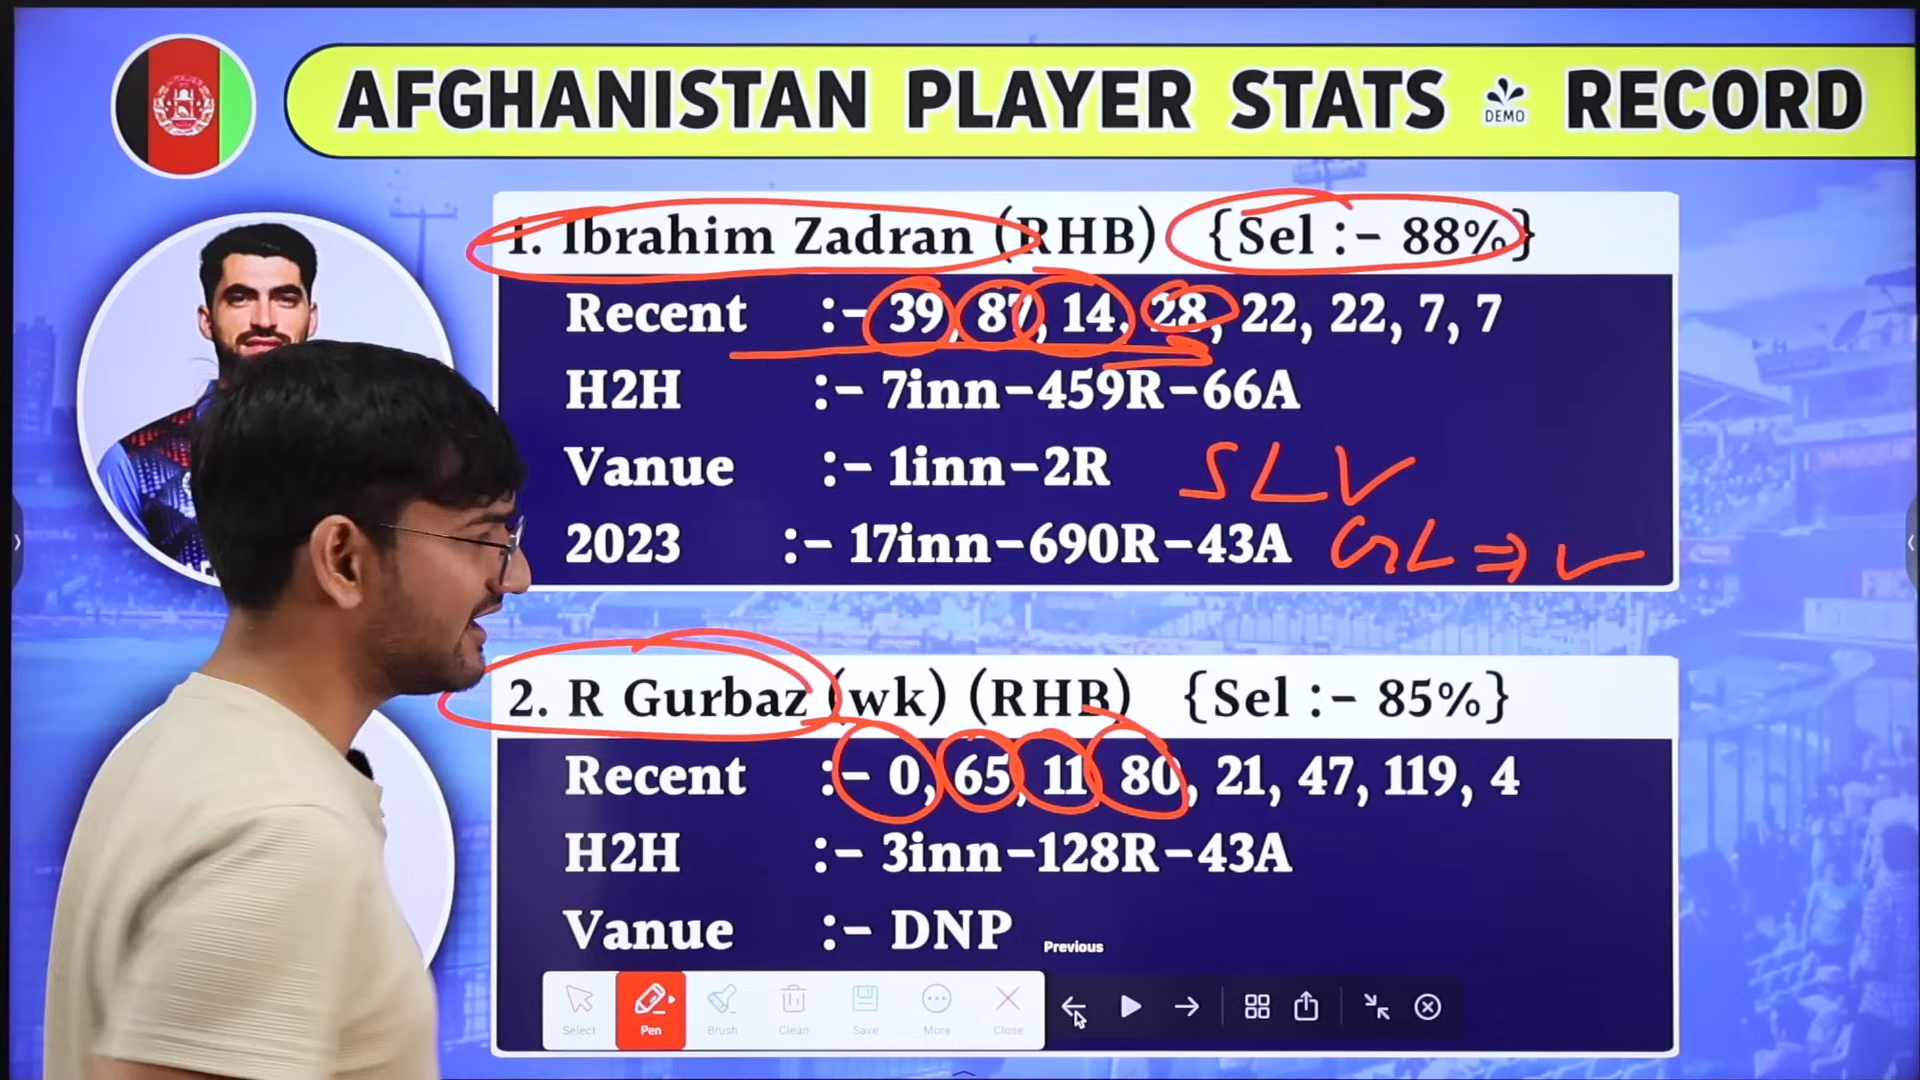 AFGHANISTAN PLAYER STATS DEMO RECORD
1. Ibrahim Zadran (RHB) {Sel :- 88%}
Recent :- 39, 87, 14, 28, 22, 22, 7, 7
H2H :- 7inn-459R-66A
Vanue :- 1inn-2R SLV
2023 :- 17inn-690R-43A GL ⇒ ✓
2. R Gurbaz (wk) (RHB) {Sel :- 85%}
Recent :- 0, 65, 11, 80, 21, 47, 119, 4
H2H :- 3inn-128R-43A
Vanue :- DNP
Previous
Select Pen Brush Clean Save More Close